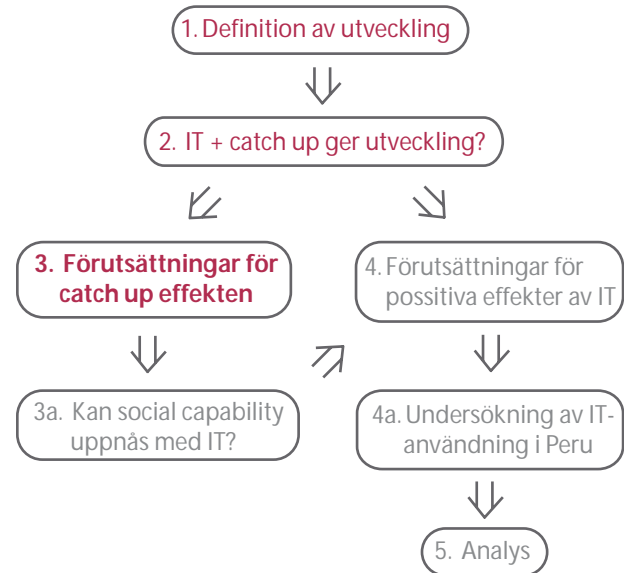 1. Definition av utveckling
2. IT + catch up ger utveckling?
3. Förutsättningar för
catch up effekten
4. Förutsättningar för
possitiva effekter av IT
3a. Kan social capability
uppnås med IT?
4a. Undersökning av IT-
användning i Peru
5. Analys